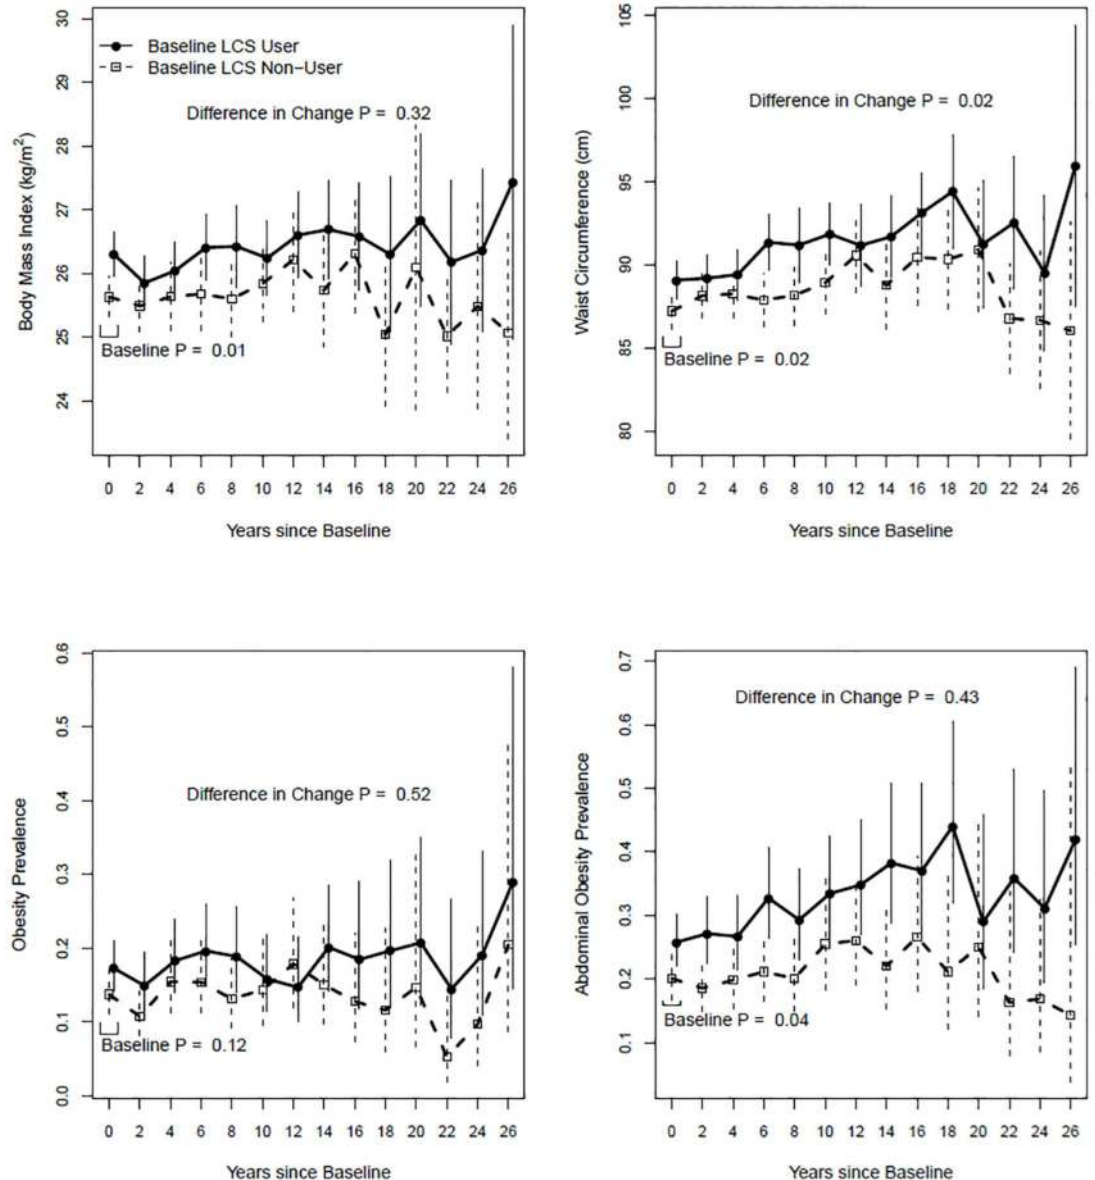 Baseline LCS User
Baseline LCS Non-User
Difference in Change P = 0.32
Baseline P = 0.01
Body Mass Index (kg/m²)
30
29
28
27
26
25
24
0 2 4 6 8 10 12 14 16 18 20 22 24 26
Years since Baseline
Difference in Change P = 0.02
Baseline P = 0.02
Waist Circumference (cm)
105
100
95
90
85
80
0 2 4 6 8 10 12 14 16 18 20 22 24 26
Years since Baseline
Difference in Change P = 0.52
Baseline P = 0.12
Obesity Prevalence
0.6
0.5
0.4
0.3
0.2
0.1
0.0
0 2 4 6 8 10 12 14 16 18 20 22 24 26
Years since Baseline
Difference in Change P = 0.43
Baseline P = 0.04
Abdominal Obesity Prevalence
0.7
0.6
0.5
0.4
0.3
0.2
0.1
0 2 4 6 8 10 12 14 16 18 20 22 24 26
Years since Baseline